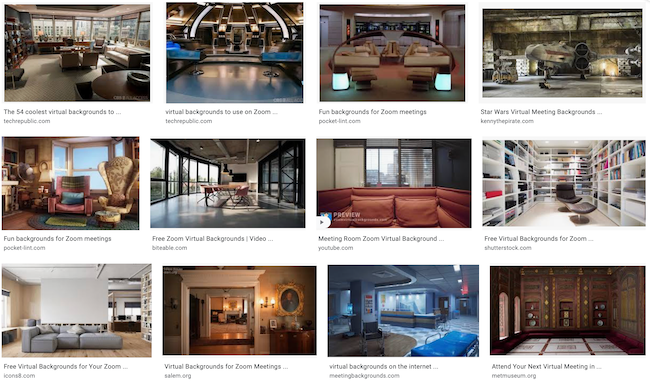 The 54 coolest virtual backgrounds to ...
techrepublic.com
virtual backgrounds to use on Zoom ...
techrepublic.com
Fun backgrounds for Zoom meetings
pocket-lint.com
Star Wars Virtual Meeting Backgrounds ...
kennythepirate.com
Fun backgrounds for Zoom meetings
pocket-lint.com
Free Zoom Virtual Backgrounds | Video ...
biteable.com
PREVIEW
Meeting Room Zoom Virtual Background ...
youtube.com
Free Virtual Backgrounds for Zoom ...
shutterstock.com
Free Virtual Backgrounds for Your Zoom ...
icons8.com
Virtual Backgrounds for Zoom Meetings ...
salem.org
virtual backgrounds on the internet ...
meetingbackgrounds.com
Attend Your Next Virtual Meeting in ...
metmuseum.org